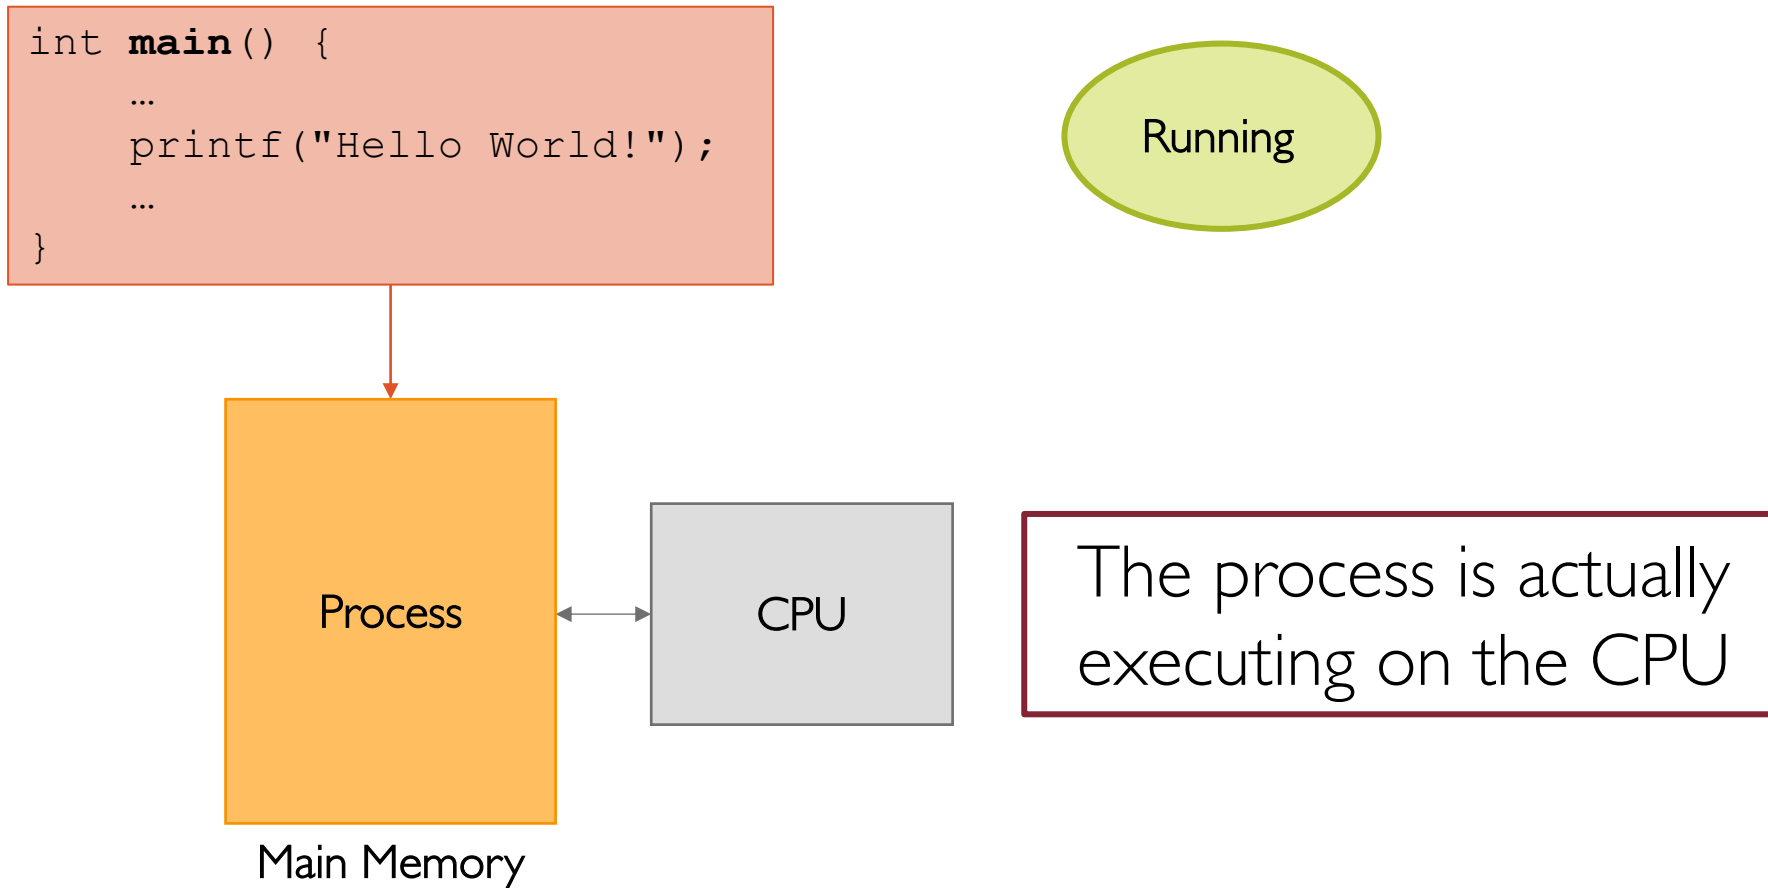 int main() {
…
printf("Hello World!");
…
}
Running
Process
CPU
The process is actually
executing on the CPU
Main Memory